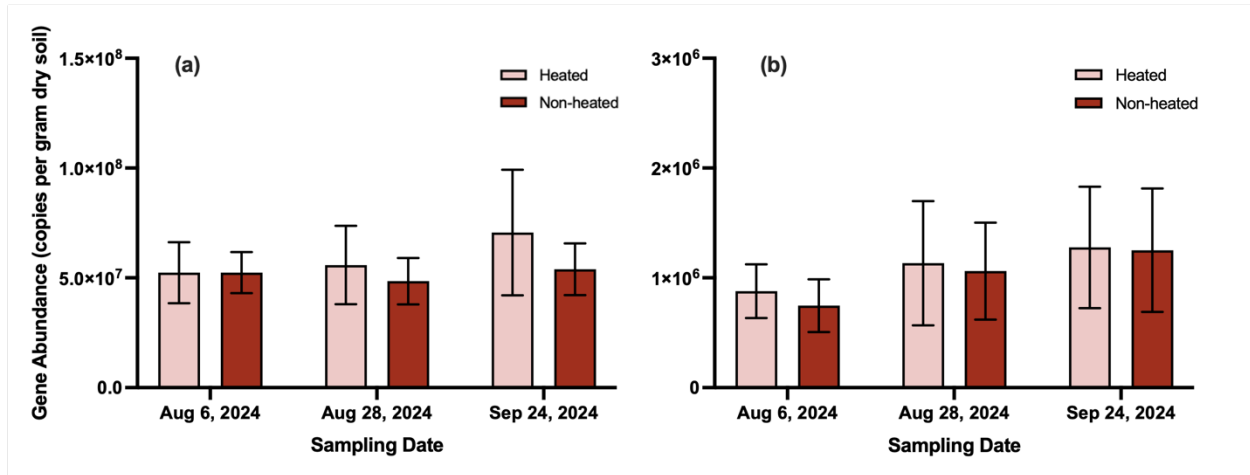 Gene Abundance (copies per gram dry soil)
(a)
Heated
Non-heated
1.5×10⁸
1.0×10⁸
5.0×10⁷
0.0
Aug 6, 2024
Aug 28, 2024
Sep 24, 2024
Sampling Date
(b)
Heated
Non-heated
3×10⁶
2×10⁶
1×10⁶
0
Aug 6, 2024
Aug 28, 2024
Sep 24, 2024
Sampling Date